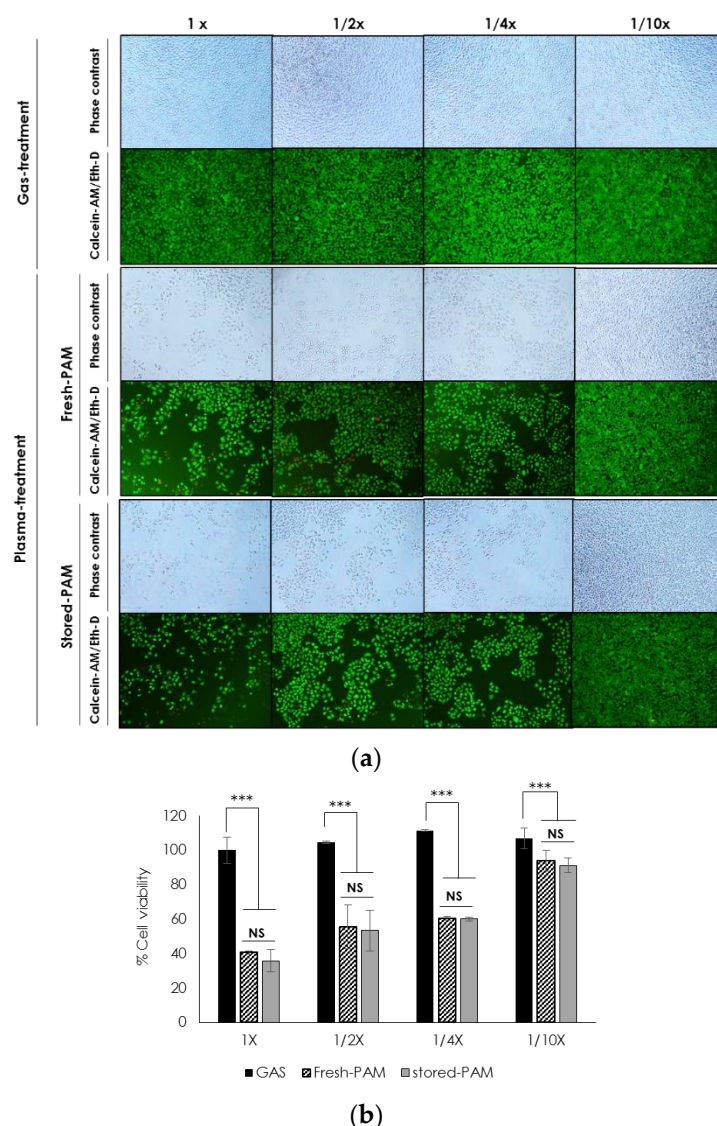 1 x 1/2x 1/4x 1/10x
Gas-treatment
Phase contrast
Calcein-AM/Eth-D
Plasma-treatment
Fresh-PAM
Phase contrast
Calcein-AM/Eth-D
Stored-PAM
Phase contrast
Calcein-AM/Eth-D
(a)
*** *** *** ***
NS NS NS NS
% Cell viability
120
100
80
60
40
20
0
1X 1/2X 1/4X 1/10X
GAS Fresh-PAM stored-PAM
(b)